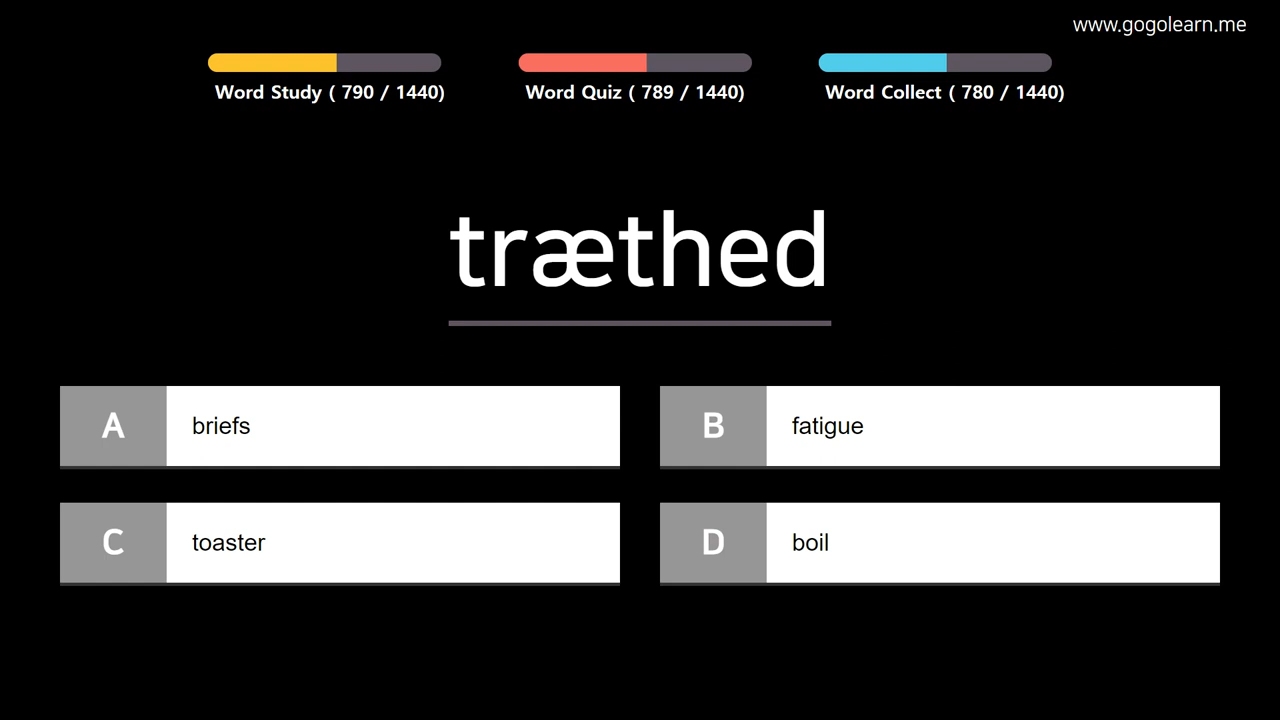 www.gogolearn.me
Word Study ( 790 / 1440)
Word Quiz ( 789 / 1440)
Word Collect ( 780 / 1440)
træthed
A
briefs
B
fatigue
C
toaster
D
boil